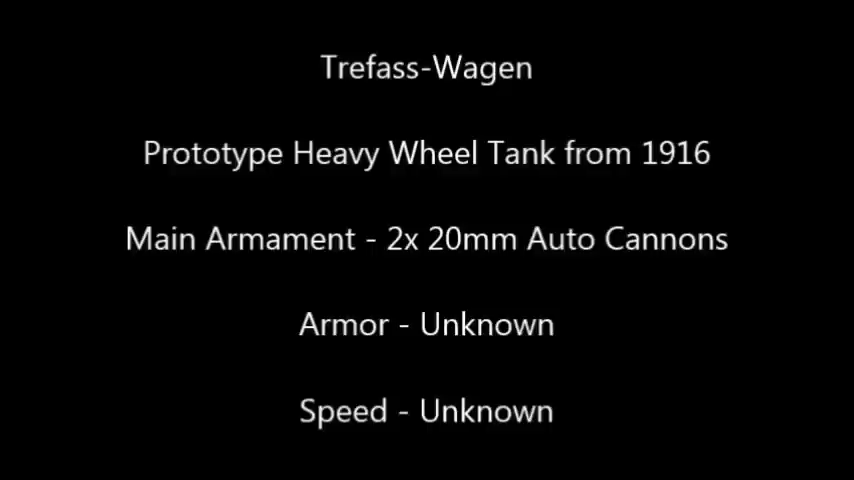 Trefass-Wagen
Prototype Heavy Wheel Tank from 1916
Main Armament - 2x 20mm Auto Cannons
Armor - Unknown
Speed - Unknown